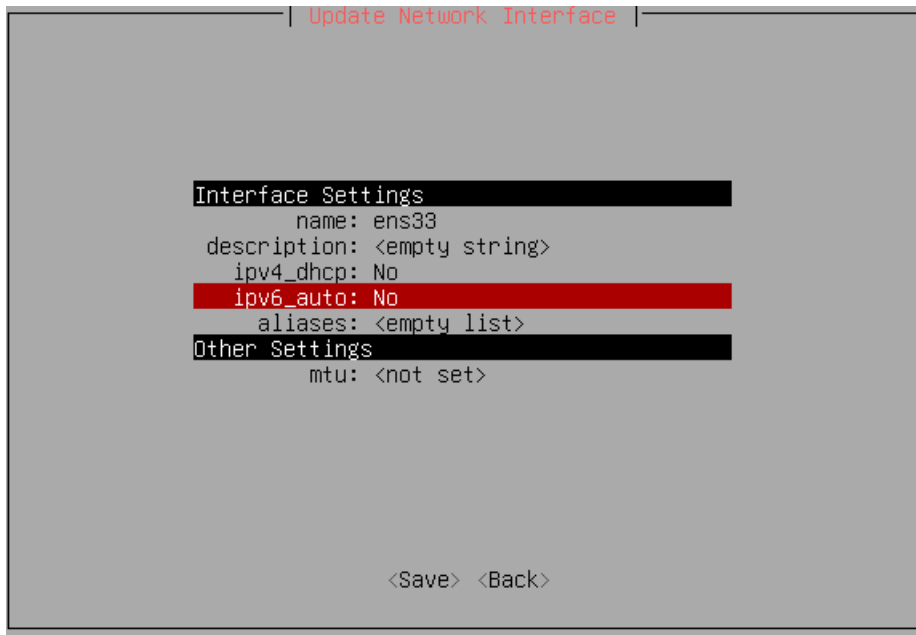 Update Network Interface
Interface Settings
name: ens33
description: <empty string>
ipv4_dhcp: No
ipv6_auto: No
aliases: <empty list>
Other Settings
mtu: <not set>
<Save> <Back>